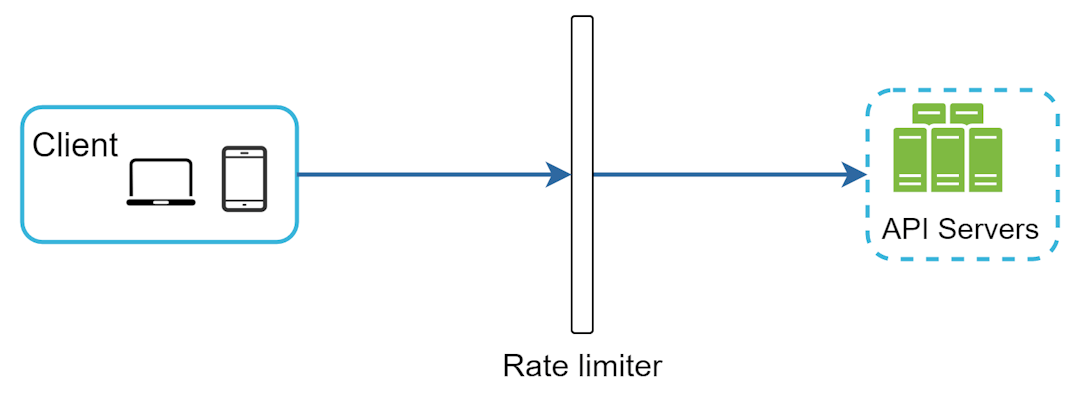 Client
API Servers
Rate limiter